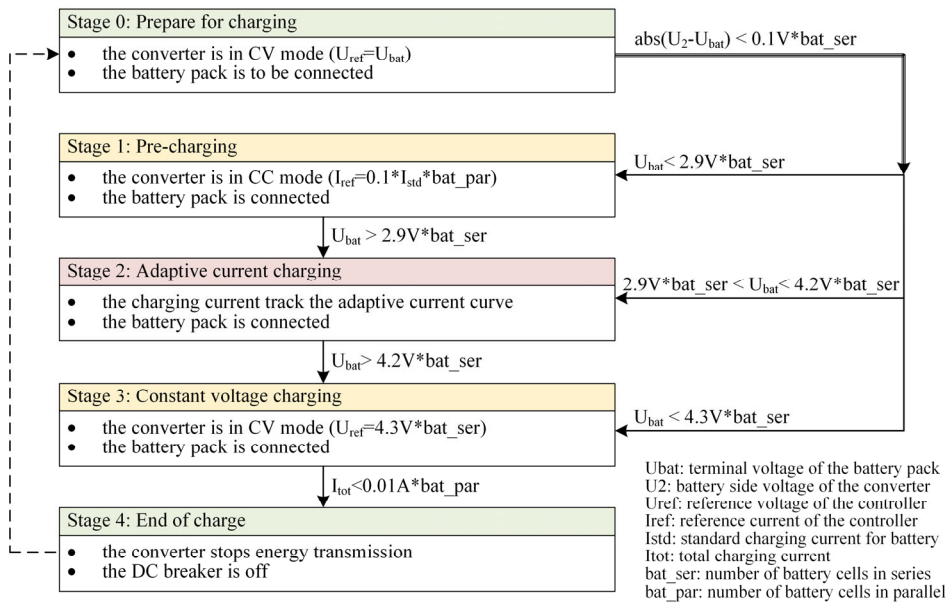 Stage 0: Prepare for charging
• the converter is in CV mode (Uref=Ubat)
• the battery pack is to be connected
abs(U2-Ubat) < 0.1V*bat_ser
Stage 1: Pre-charging
• the converter is in CC mode (Iref=0.1*Istd*bat_par)
• the battery pack is connected
Ubat< 2.9V*bat_ser
Ubat > 2.9V*bat_ser
Stage 2: Adaptive current charging
• the charging current track the adaptive current curve
• the battery pack is connected
2.9V*bat_ser < Ubat< 4.2V*bat_ser
Ubat> 4.2V*bat_ser
Stage 3: Constant voltage charging
• the converter is in CV mode (Uref=4.3V*bat_ser)
• the battery pack is connected
Ubat < 4.3V*bat_ser
Itot<0.01A*bat_par
Stage 4: End of charge
• the converter stops energy transmission
• the DC breaker is off
Ubat: terminal voltage of the battery pack
U2: battery side voltage of the converter
Uref: reference voltage of the controller
Iref: reference current of the controller
Istd: standard charging current for battery
Itot: total charging current
bat_ser: number of battery cells in series
bat_par: number of battery cells in parallel